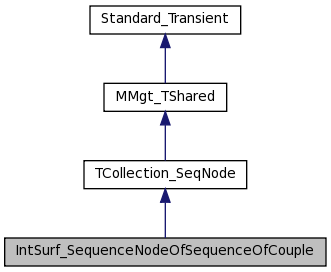 Standard_Transient
MMgt_TShared
TCollection_SeqNode
IntSurf_SequenceNodeOfSequenceOfCouple